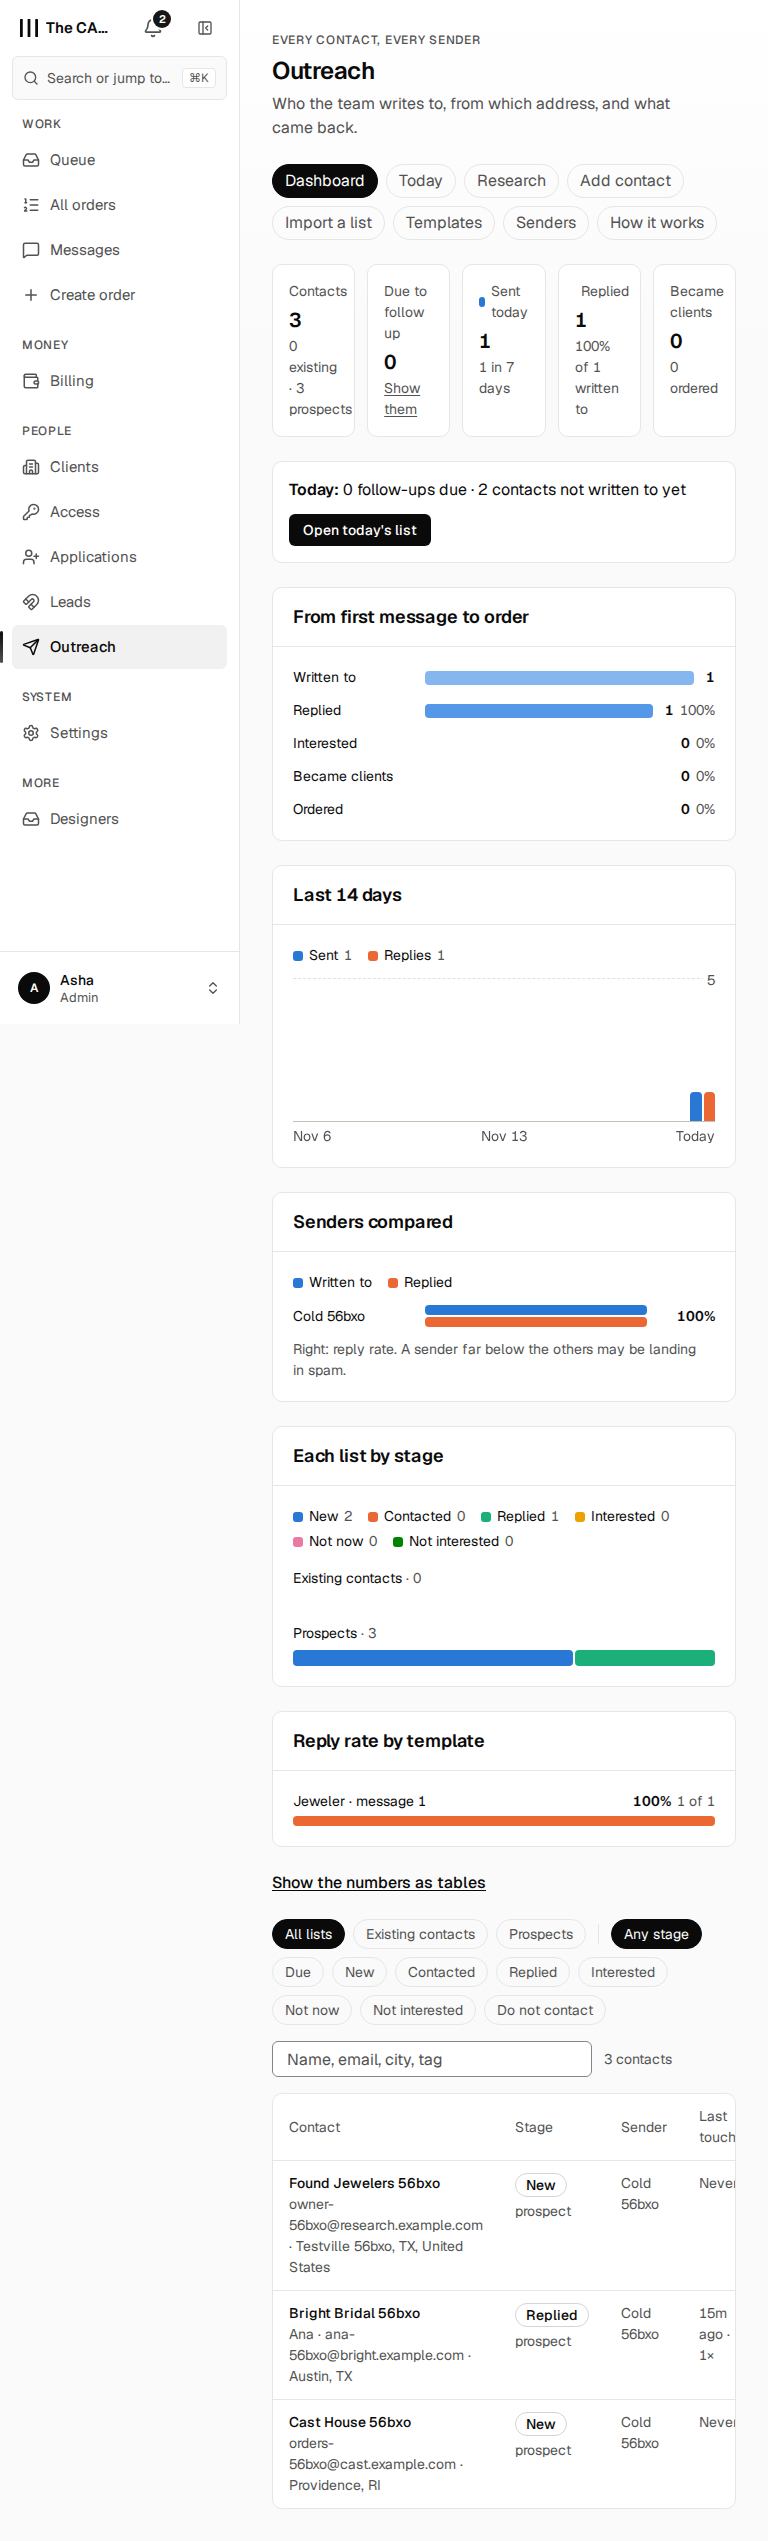 The CA...
2
Search or jump to...
⌘K
WORK
Queue
All orders
Messages
Create order
MONEY
Billing
PEOPLE
Clients
Access
Applications
Leads
Outreach
SYSTEM
Settings
MORE
Designers
A
Asha
Admin
EVERY CONTACT, EVERY SENDER
Outreach
Who the team writes to, from which address, and what
came back.
Dashboard
Today
Research
Add contact
Import a list
Templates
Senders
How it works
Contacts
3
0
existing
· 3
prospects
Due to
follow
up
0
Show
them
Sent
today
1
1 in 7
days
Replied
1
100%
of 1
written
to
Became
clients
0
0
ordered
Today: 0 follow-ups due · 2 contacts not written to yet
Open today's list
From first message to order
Written to 1
Replied 1 100%
Interested 0 0%
Became clients 0 0%
Ordered 0 0%
Last 14 days
Sent 1 Replies 1
5
Nov 6 Nov 13 Today
Senders compared
Written to Replied
Cold 56bxo 100%
Right: reply rate. A sender far below the others may be landing
in spam.
Each list by stage
New 2 Contacted 0 Replied 1 Interested 0
Not now 0 Not interested 0
Existing contacts · 0
Prospects · 3
Reply rate by template
Jeweler · message 1 100% 1 of 1
Show the numbers as tables
All lists
Existing contacts
Prospects
Any stage
Due
New
Contacted
Replied
Interested
Not now
Not interested
Do not contact
Name, email, city, tag
3 contacts
Contact
Stage
Sender
Last
touch
Found Jewelers 56bxo
owner-
56bxo@research.example.com
· Testville 56bxo, TX, United
States
New
prospect
Cold
56bxo
Never
Bright Bridal 56bxo
Ana · ana-
56bxo@bright.example.com ·
Austin, TX
Replied
prospect
Cold
56bxo
15m
ago ·
1×
Cast House 56bxo
orders-
56bxo@cast.example.com ·
Providence, RI
New
prospect
Cold
56bxo
Never